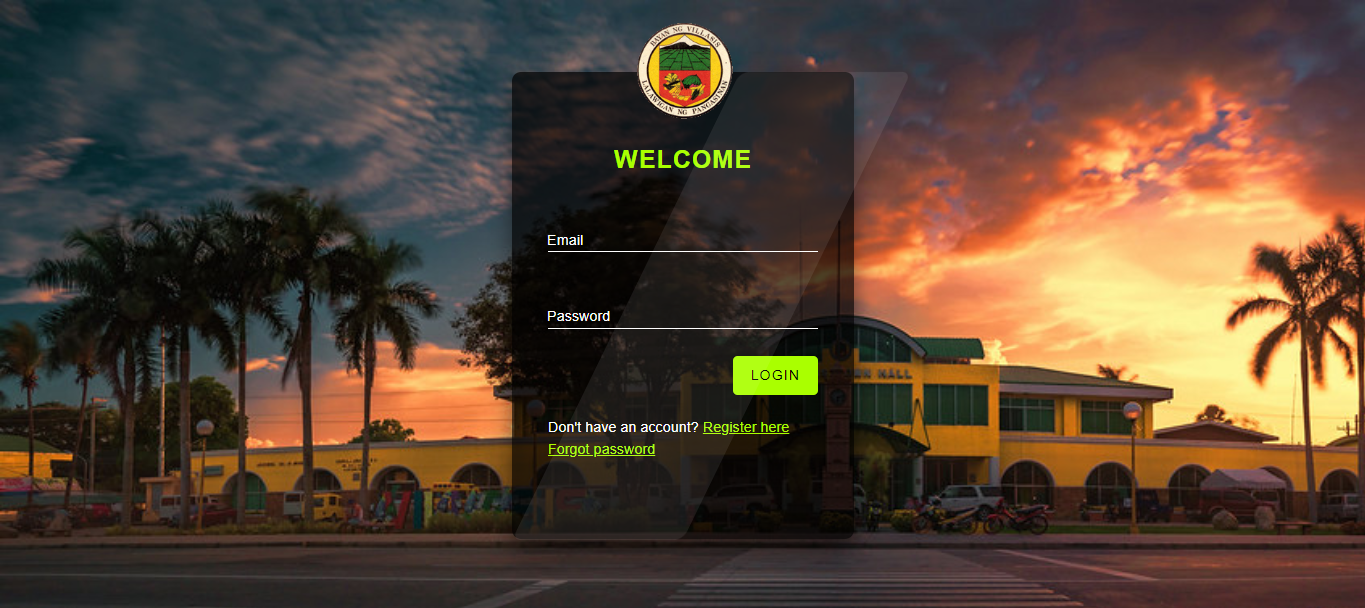 BAYAN NG VILLASIS
LALAWIGAN NG PANGASINAN
WELCOME
Email
Password
LOGIN
HALL
Don't have an account? Register here
Forgot password